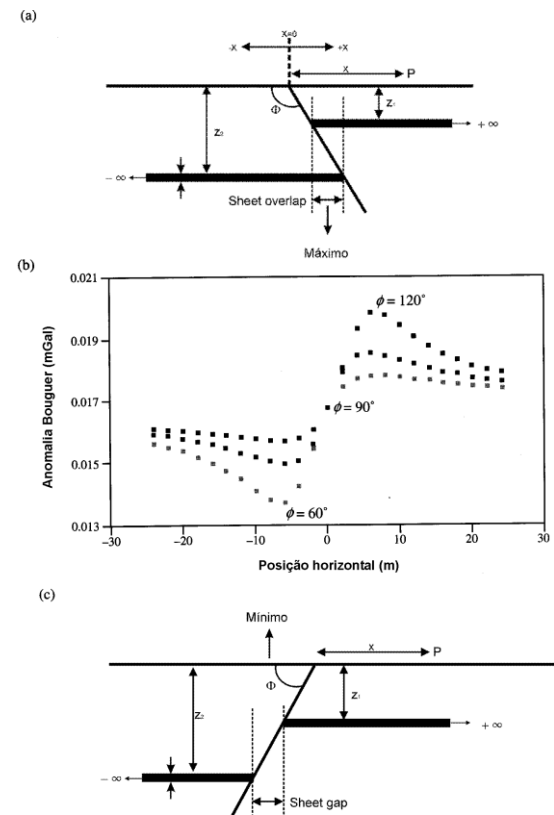 (a)
X=0
-X +X
X P
Φ
Z₁
Z₂
+ ∞
- ∞
Sheet overlap
Máximo
(b)
0.021
0.019
0.017
0.015
0.013
Anomalia Bouguer (mGal)
ϕ = 120°
ϕ = 90°
ϕ = 60°
−30 −20 −10 0 10 20 30
Posição horizontal (m)
(c)
Mínimo
X P
Φ
Z₂
Z₁
+ ∞
- ∞
Sheet gap